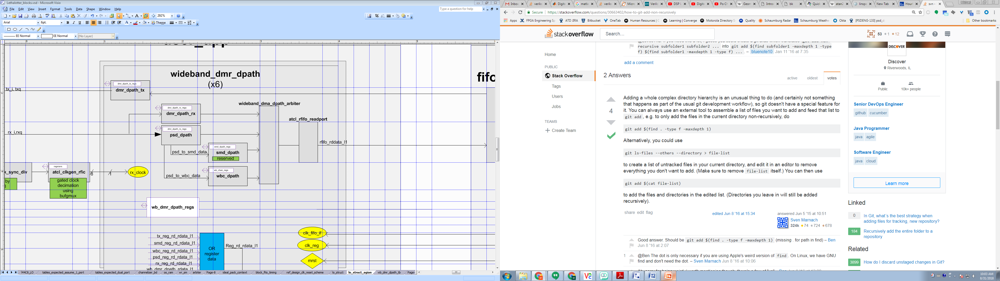 Lethalotter_blocks.vsd - Microsoft Visio
File Edit View Insert Format Tools Data Shape Window Help
Type a question for help
292%
Theme
Arial 6pt.
EE Normal EE Normal (No Layer)
wideband_dmr_dpath
(x6)
fifo
dmr_dpath_tx_regs
dmr_dpath_tx
tx_i, txq
wideband_dma_dpath_arbiter
dmr_dpath_rx_regs
dmr_dpath_rx
atcl_rfifo_readport
dmr_dpath_rx_regs
psd_dpath
rx_i,rxq
rfifo_rddata_l1
smd_dpath_regs
psd_to_smd_data
smd_dpath
reserved
registers
k_sync_div
atcl_clkgen_rfic
8
1
rx_clock
wb_chan_regs
psd_to_wbc_data
wbc_dpath
by
3
gated clock
decimation
using
bufgmux
wb_dmr_dpath_regs
clk_fifo_if
clk_reg
mrst
tx_reg_rd_rdata_l1
smd_reg_rd_rdata_l1
wbc_reg_rd_rdata_l1
psd_reg_rd_rdata_l1
rx_reg_rd_rdata_l1
wb_dmr_dpath_rdata_l1
OR
register
data
Reg_rd_rdata_l1
M4C8_LO tables_expected_assume_1_port tables_expected_dual_port channelizer_bd os_ram wr_sm arbiter Page-8 ideal_pack_context block_fits_timing ref_design_clk_reset_scheme lo_struct lo_struct_agian wb_dmr_dpath_tb Page-
Inbox verilo Digita matla verilo Micro Verilo DSP L Digita Po Ch Geom Introd bk Quick atan2 linspa New Tab Hourl svn -
Michael
Secure https://stackoverflow.com/questions/30663402/how-to-git-add-non-recursively
Apps FPGA Engineering Sp ATD JIRA Bitbucket OneTab Human Resources | C Learning | Converge Motorola Directory S Quality Schaumburg Radar Schaumburg Weathe Okta [PSDENG-133] psd_d Other bookmarks
stackoverflow
Search...
53 1 12
Home
PUBLIC
Stack Overflow
Tags
Users
Jobs
TEAMS
Create Team
recursive subfolder1 subfolder2 ... into git add $(find subfolder1 -maxdepth 1 -type
f) $(find subfolder1 -maxdepth 1 -type f) ... . – bluenote10 Jan 11 '16 at 7:35
add a comment
2 Answers
active oldest votes
4
Adding a whole complex directory hierarchy is an unusual thing to do (and certainly not something
that happens as part of the usual git development workflow), so git doesn't have a special feature for
it. You can always use an external tool to assemble a list of files you want to add and feed that list to
git add , e.g. to only add the files in the current directory non-recursively, do
git add $(find . -type f -maxdepth 1)
Alternatively, you could use
git ls-files --others --directory > file-list
to create a list of untracked files in your current directory, and edit it in an editor to remove
everything you don't want to add. (Make sure to remove file-list itself.) You can then use
git add $(cat file-list)
to add the files and directories in the edited list. (Directories you leave in will still be added
recursively).
share edit flag
edited Jun 8 '16 at 15:34
answered Jun 5 '15 at 10:51
Sven Marnach
324k 74 724 678
Good answer. Should be git add $(find . -type f -maxdepth 1) (missing . for path in find) – Ben
Jun 8 '16 at 2:07
1 @Ben The dot is only necessary if you are using Apple's weird version of find . On Linux, we have GNU
find and don't need the dot. – Sven Marnach Jun 8 '16 at 10:06
DISCOVER
Discover
Riverwoods, IL
Public 10k+ people
Senior DevOps Engineer
github cucumber
Java Programmer
java agile
Software Engineer
java cloud
Learn more
Linked
0 In Git, what´s the best strategy when
adding files for tracking, new repository?
184 Recursively add the entire folder to a
repository
Related
3899 How do I discard unstaged changes in Git?
10:03 AM
8/31/2018